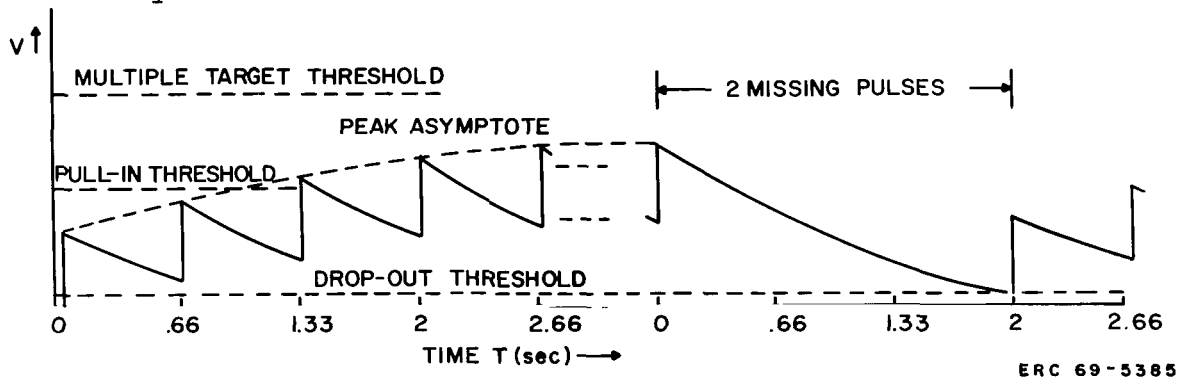 V↑
MULTIPLE TARGET THRESHOLD
2 MISSING PULSES
PEAK ASYMPTOTE
PULL-IN THRESHOLD
DROP-OUT THRESHOLD
0 .66 1.33 2 2.66 0 .66 1.33 2 2.66
TIME T (sec) →
ERC 69-5385